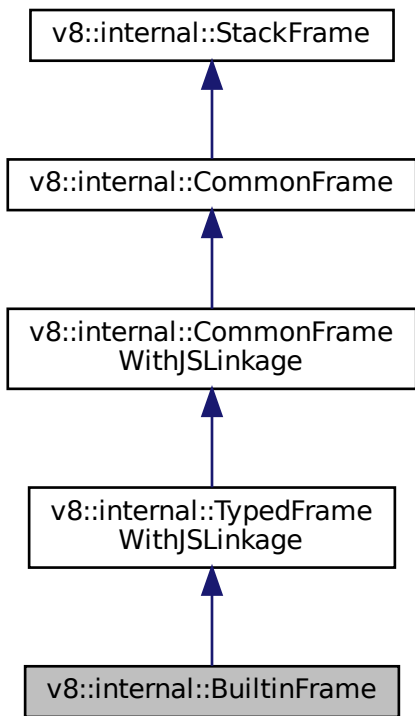 v8::internal::StackFrame
v8::internal::CommonFrame
v8::internal::CommonFrame
WithJSLinkage
v8::internal::TypedFrame
WithJSLinkage
v8::internal::BuiltinFrame